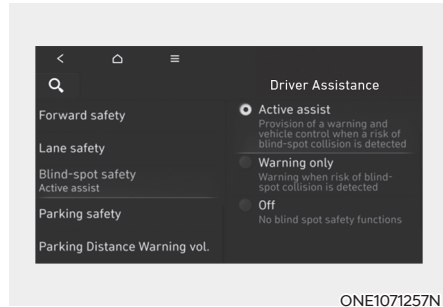 Driver Assistance
Forward safety
Lane safety
Blind-spot safety
Active assist
Parking safety
Parking Distance Warning vol.
Active assist
Provision of a warning and
vehicle control when a risk of
blind-spot collision is detected
Warning only
Warning when risk of blind-
spot collision is detected
Off
No blind spot safety functions
ONE1071257N